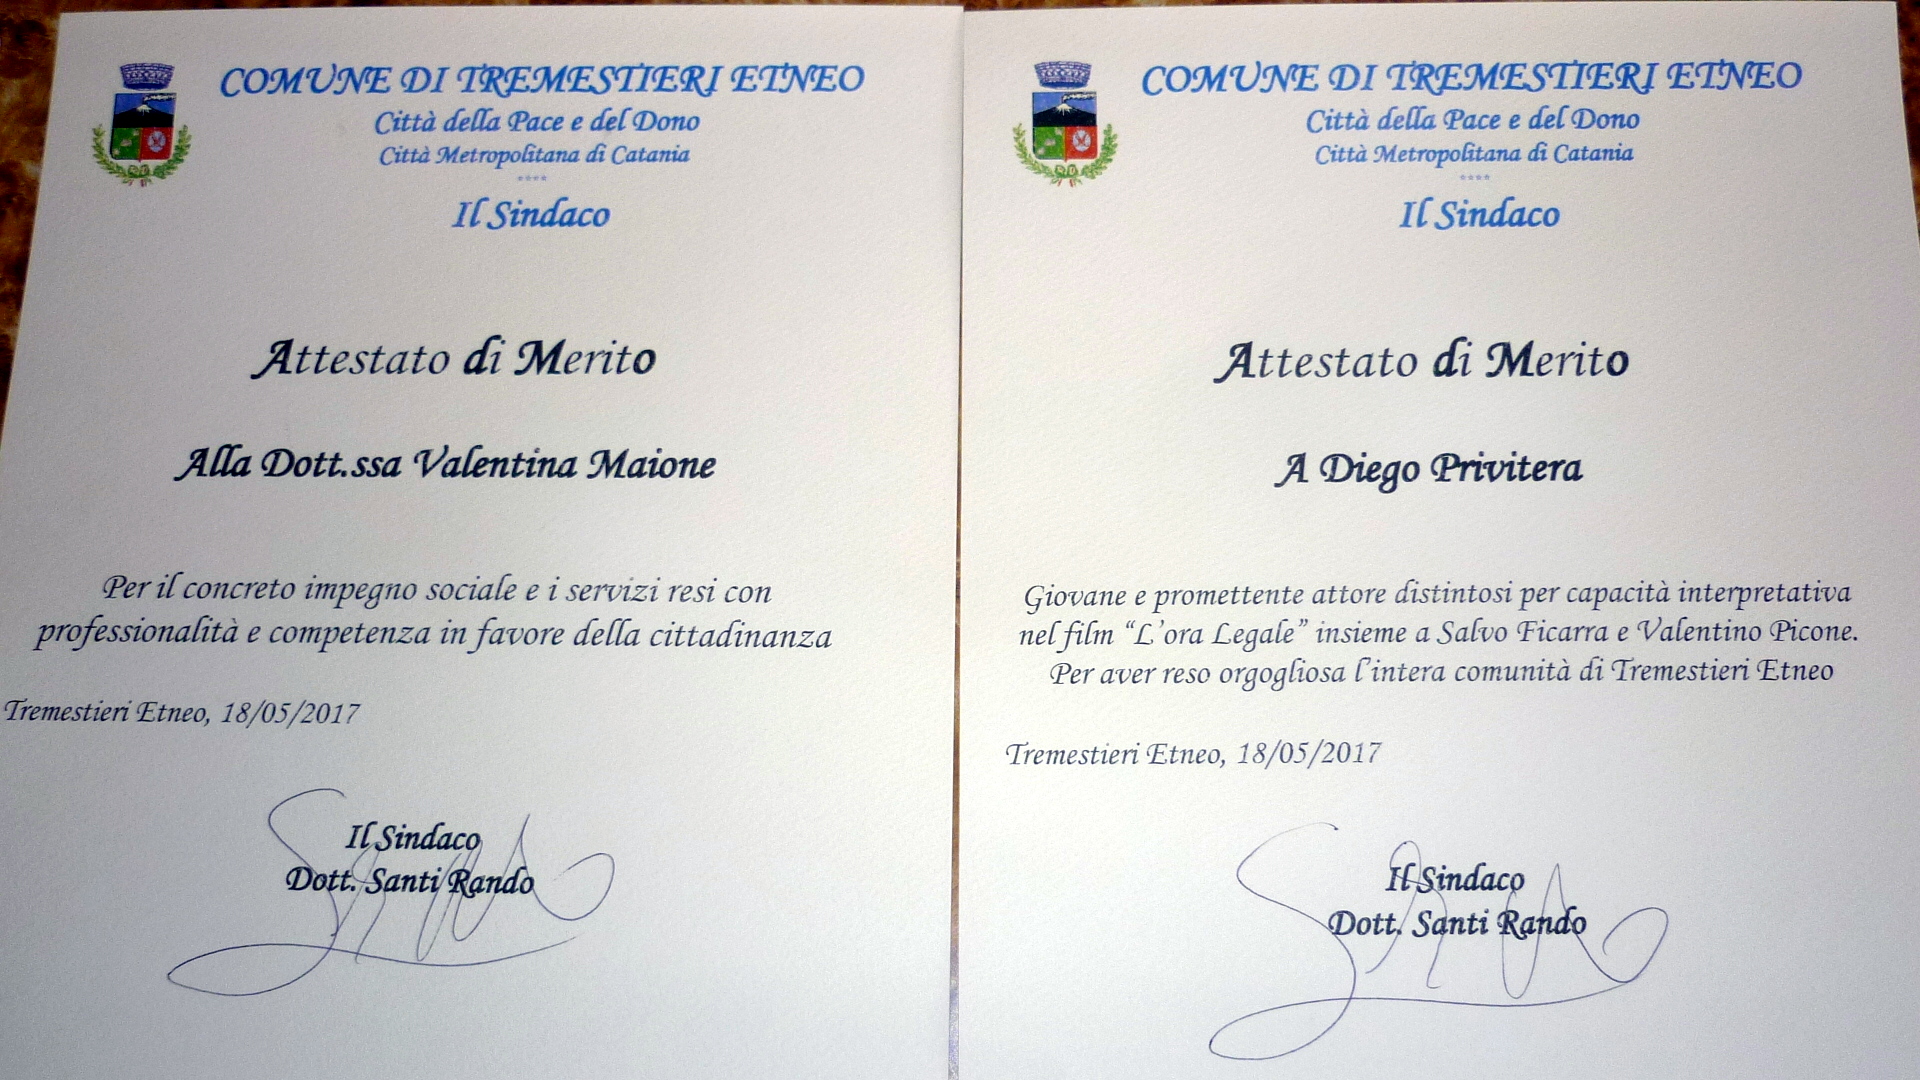 COMUNE DI TREMESTIERI ETNEO
Città della Pace e del Dono
Città Metropolitana di Catania
****
Il Sindaco
Attestato di Merito
Alla Dott.ssa Valentina Maione
Per il concreto impegno sociale e i servizi resi con
professionalità e competenza in favore della cittadinanza
Tremestieri Etneo, 18/05/2017
Il Sindaco
Dott. Santi Rando
COMUNE DI TREMESTIERI ETNEO
Città della Pace e del Dono
Città Metropolitana di Catania
****
Il Sindaco
Attestato di Merito
A Diego Privitera
Giovane e promettente attore distintosi per capacità interpretativa
nel film “L'ora Legale” insieme a Salvo Ficarra e Valentino Picone.
Per aver reso orgogliosa l'intera comunità di Tremestieri Etneo
Tremestieri Etneo, 18/05/2017
Il Sindaco
Dott. Santi Rando